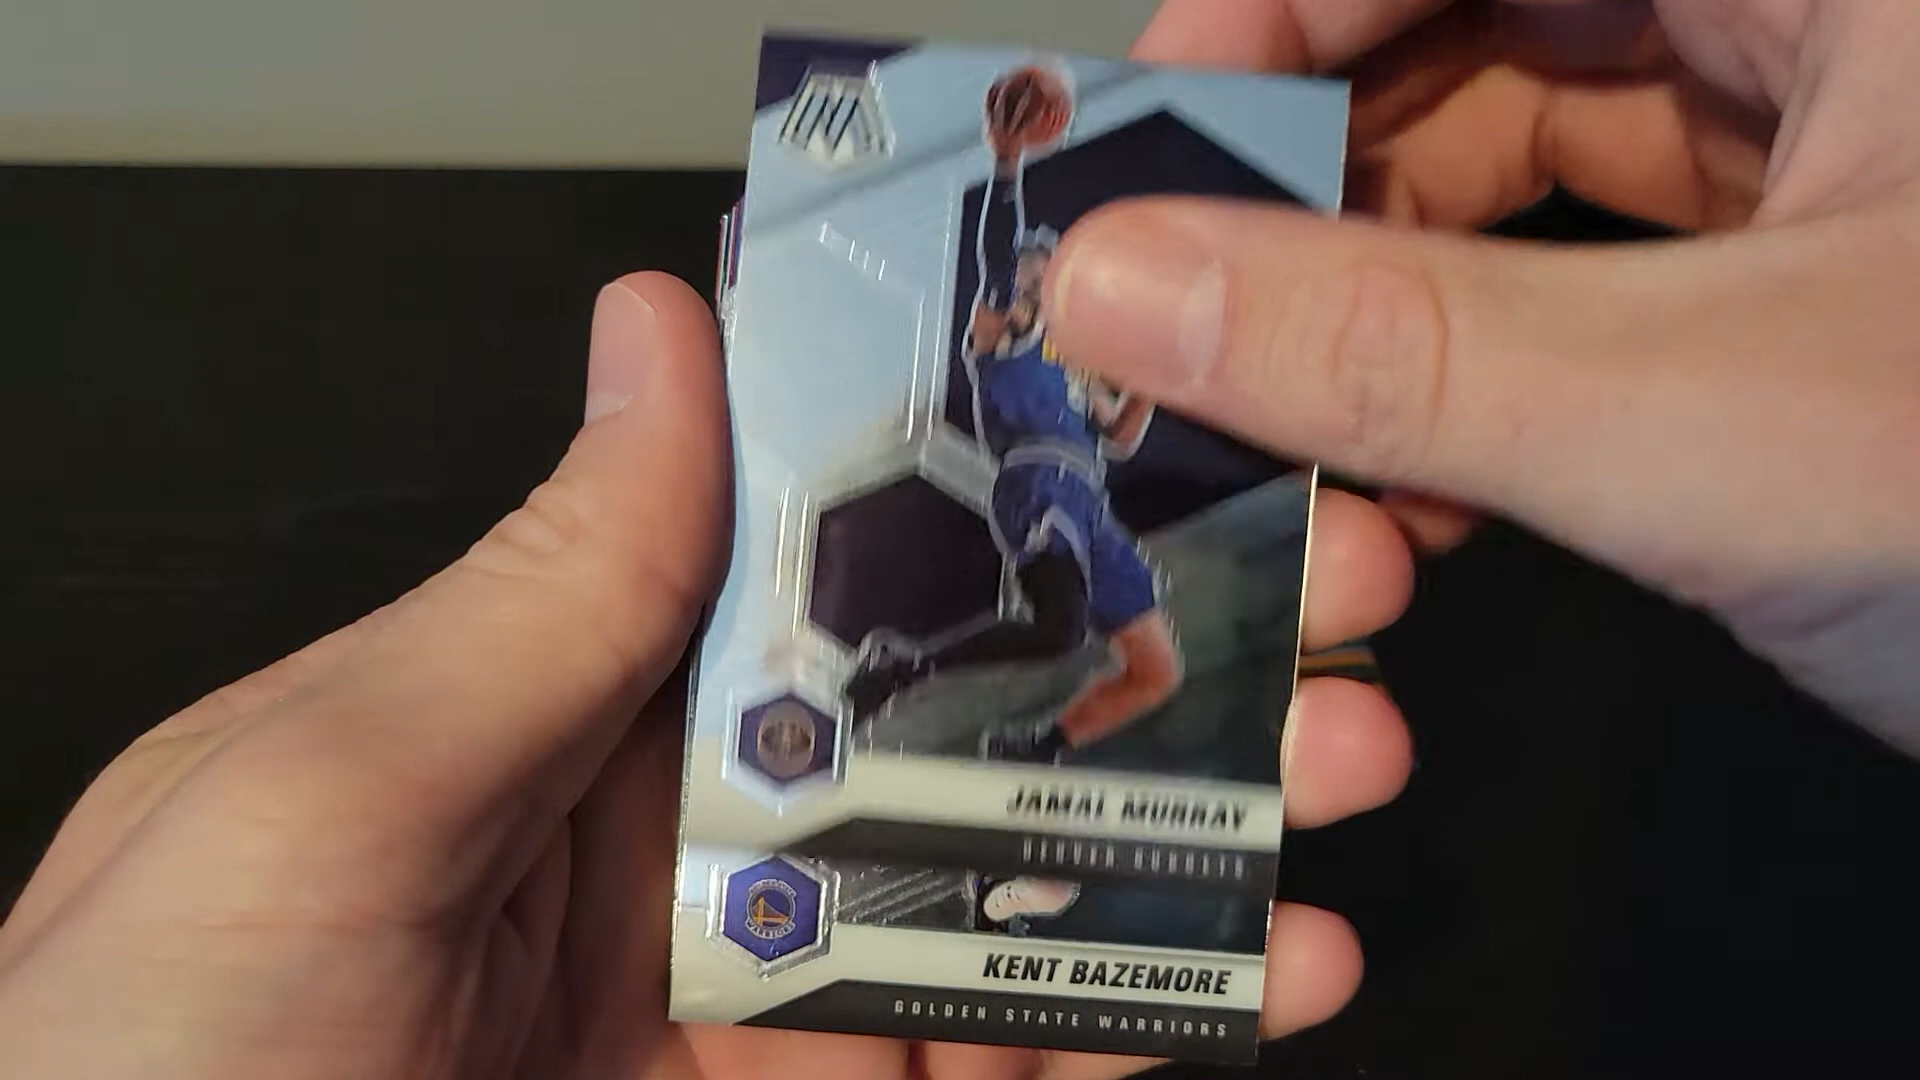 JAMAL MURRAY
DENVER NUGGETS
KENT BAZEMORE
GOLDEN STATE WARRIORS